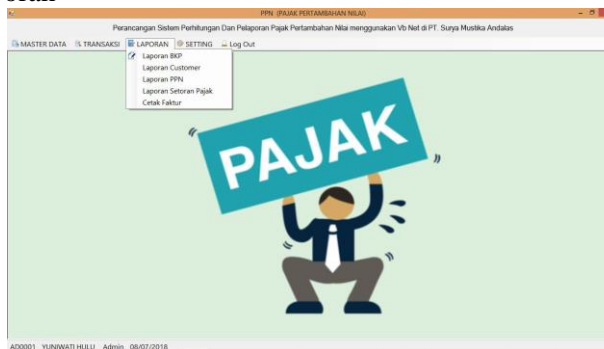 PPN (PAJAK PERTAMBAHAN NILAI)
Perancangan Sistem Perhitungan Dan Pelaporan Pajak Pertambahan Nilai menggunakan Vb Net di PT. Surya Mustika Andalas
MASTER DATA TRANSAKSI LAPORAN SETTING Log Out
Laporan BKP
Laporan Customer
Laporan PPN
Laporan Setoran Pajak
Cetak Faktur
PAJAK
AD0001 YUNIWATI HULU Admin 08/07/2018